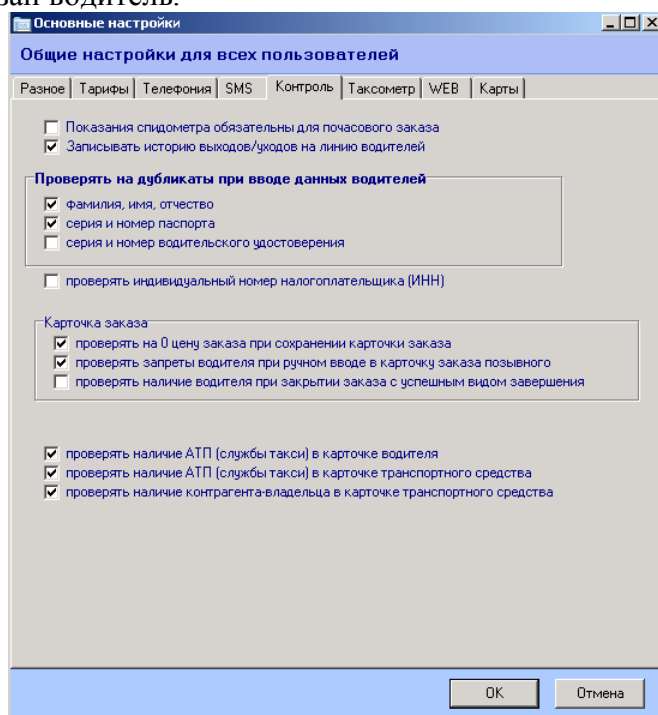 зан водитель.
Основные настройки
Общие настройки для всех пользователей
Разное Тарифы Телефония SMS Контроль Таксометр WEB Карты
Показания спидометра обязательны для почасового заказа
Записывать историю выходов/уходов на линию водителей
Проверять на дубликаты при вводе данных водителей
фамилия, имя, отчество
серия и номер паспорта
серия и номер водительского удостоверения
проверять индивидуальный номер налогоплательщика (ИНН)
Карточка заказа
проверять на 0 цену заказа при сохранении карточки заказа
проверять запреты водителя при ручном вводе в карточку заказа позывного
проверять наличие водителя при закрытии заказа с успешным видом завершения
проверять наличие АТП (службы такси) в карточке водителя
проверять наличие АТП (службы такси) в карточке транспортного средства
проверять наличие контрагента-владельца в карточке транспортного средства
OK Отмена